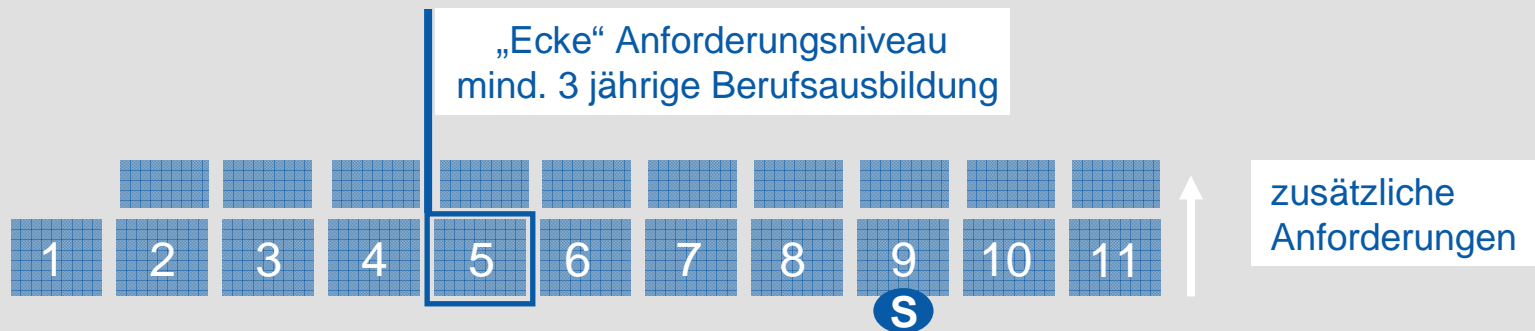 „Ecke“ Anforderungsniveau
mind. 3 jährige Berufsausbildung
zusätzliche
Anforderungen
1 2 3 4 5 6 7 8 9 10 11
S